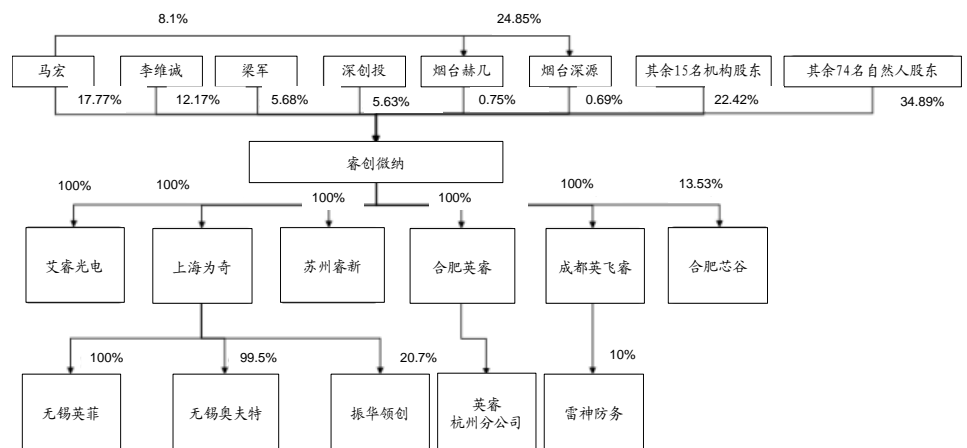 8.1%
24.85%
马宏
李维诚
梁军
深创投
烟台赫几
烟台深源
其余15名机构股东
其余74名自然人股东
17.77%
12.17%
5.68%
5.63%
0.75%
0.69%
22.42%
34.89%
睿创微纳
100%
100%
100%
100%
100%
13.53%
艾睿光电
上海为奇
苏州睿新
合肥英睿
成都英飞睿
合肥芯谷
100%
99.5%
20.7%
10%
无锡英菲
无锡奥夫特
振华领创
英睿
杭州分公司
雷神防务